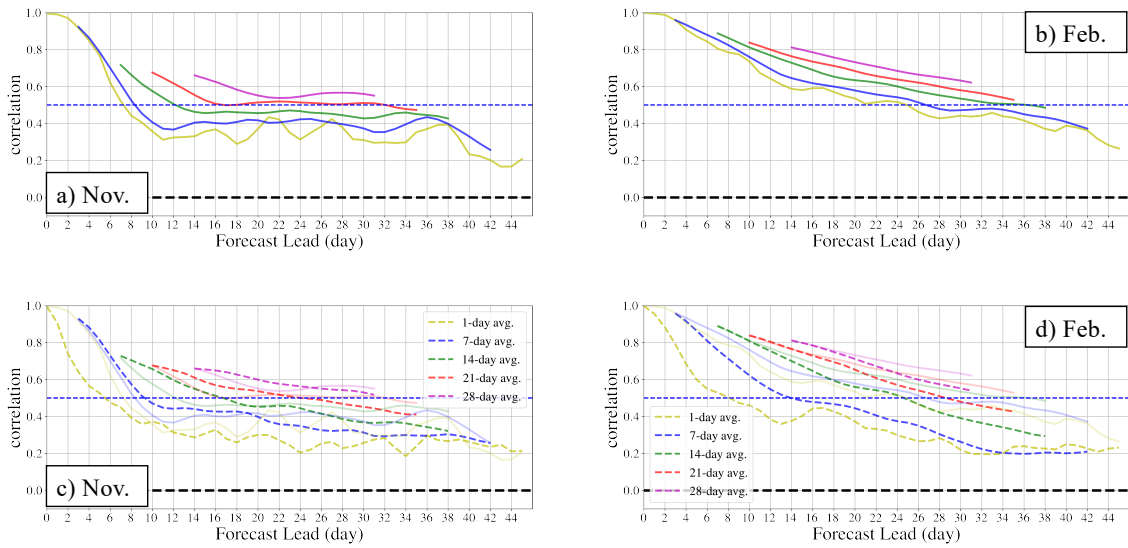 1.0
0.8
0.6
0.4
0.2
0.0
correlation
a) Nov.
0 2 4 6 8 10 12 14 16 18 20 22 24 26 28 30 32 34 36 38 40 42 44
Forecast Lead (day)
1.0
0.8
0.6
0.4
0.2
0.0
correlation
b) Feb.
0 2 4 6 8 10 12 14 16 18 20 22 24 26 28 30 32 34 36 38 40 42 44
Forecast Lead (day)
1.0
0.8
0.6
0.4
0.2
0.0
correlation
1-day avg.
7-day avg.
14-day avg.
21-day avg.
28-day avg.
c) Nov.
0 2 4 6 8 10 12 14 16 18 20 22 24 26 28 30 32 34 36 38 40 42 44
Forecast Lead (day)
1.0
0.8
0.6
0.4
0.2
0.0
correlation
d) Feb.
1-day avg.
7-day avg.
14-day avg.
21-day avg.
28-day avg.
0 2 4 6 8 10 12 14 16 18 20 22 24 26 28 30 32 34 36 38 40 42 44
Forecast Lead (day)